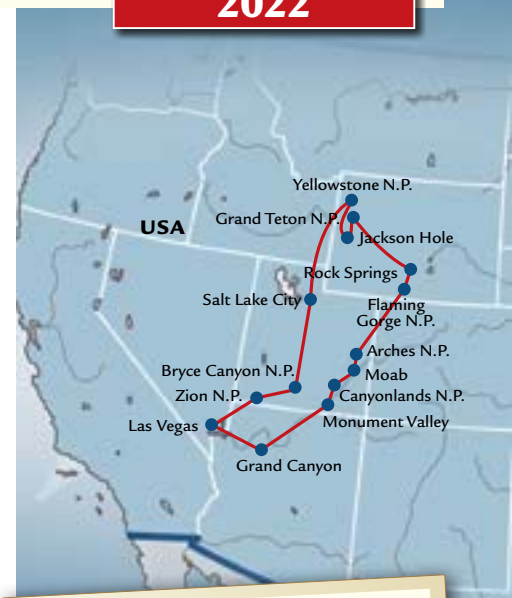 2022
Yellowstone N.P.
Grand Teton N.P.
USA
Jackson Hole
Rock Springs
Salt Lake City
Flaming
Gorge N.P.
Arches N.P.
Bryce Canyon N.P.
Moab
Zion N.P.
Canyonlands N.P.
Las Vegas
Monument Valley
Grand Canyon